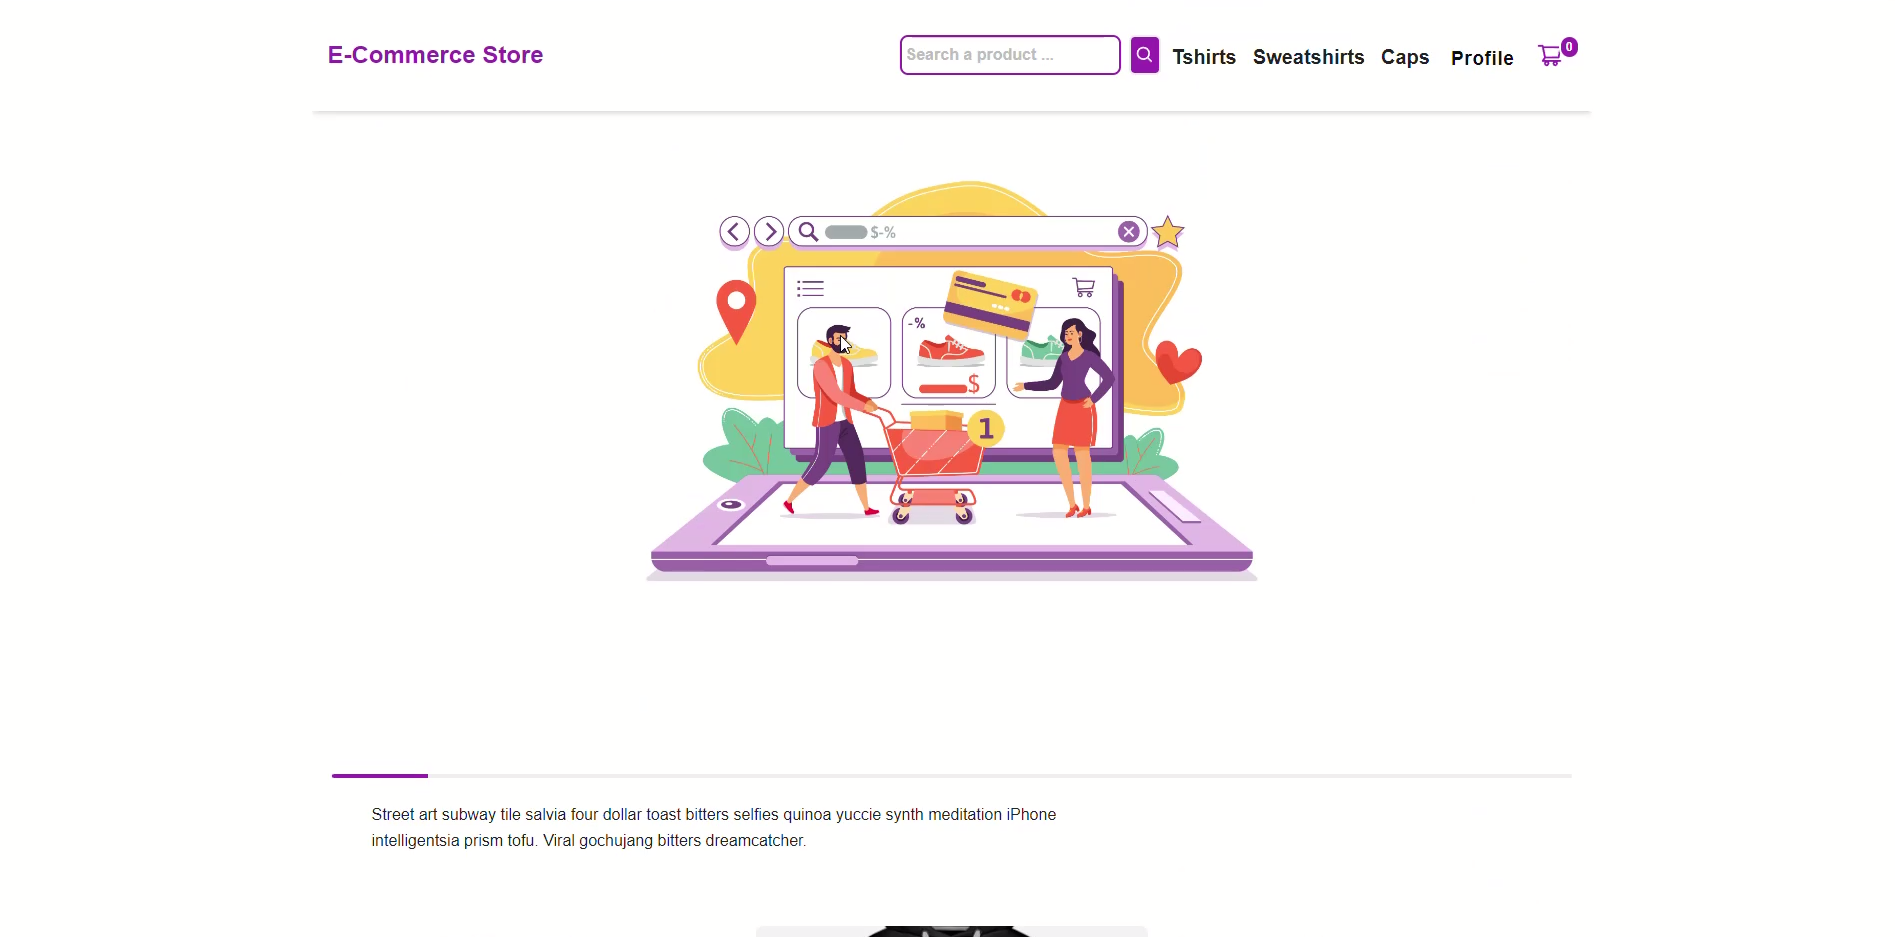 E-Commerce Store
Search a product ...
Tshirts
Sweatshirts
Caps
Profile
0
$-%
-%
$
1
Street art subway tile salvia four dollar toast bitters selfies quinoa yuccie synth meditation iPhone
intelligentsia prism tofu. Viral gochujang bitters dreamcatcher.